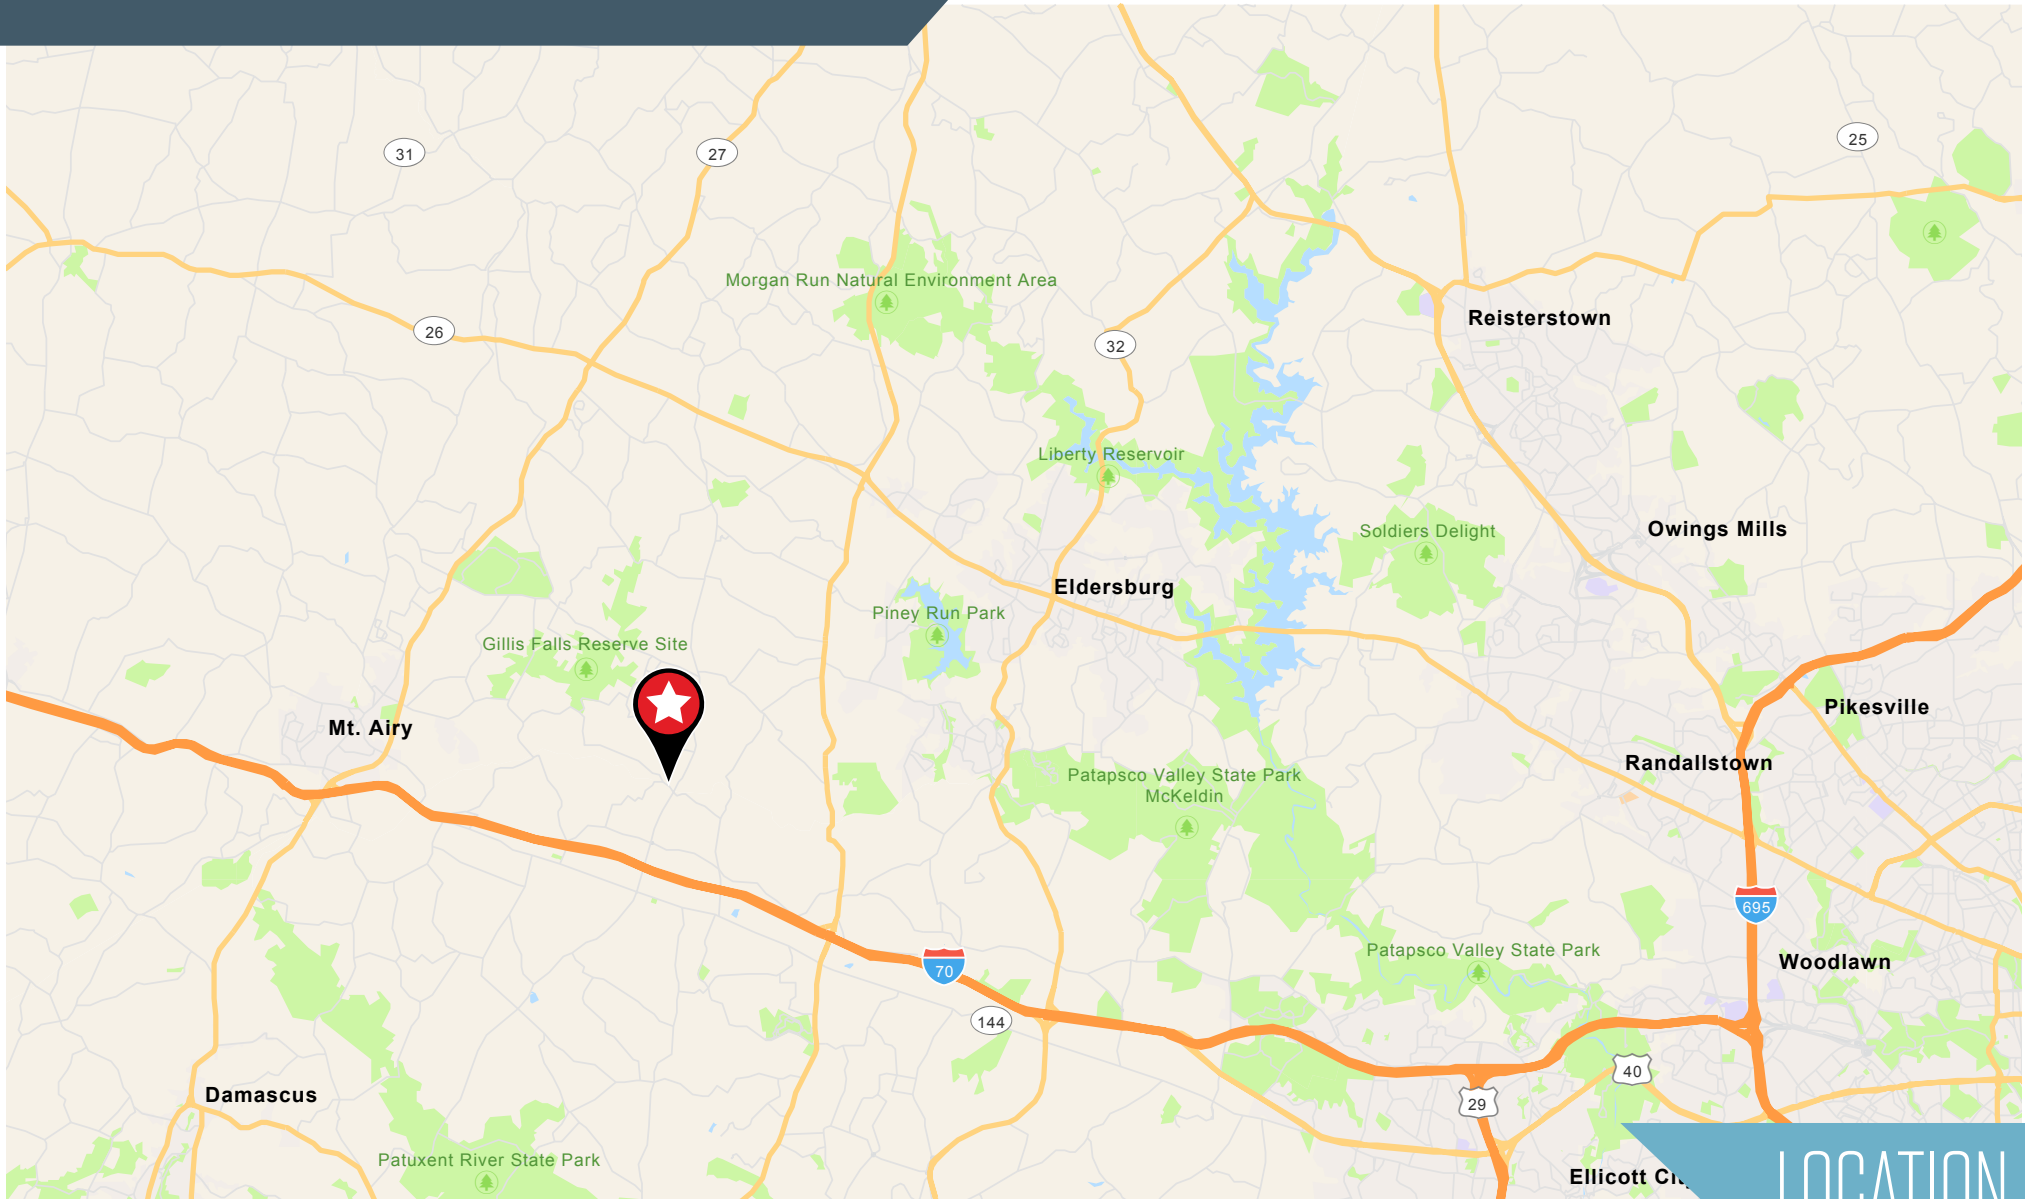 31
27
25
Morgan Run Natural Environment Area
26
32
Reisterstown
Liberty Reservoir
Soldiers Delight
Owings Mills
Eldersburg
Piney Run Park
Gillis Falls Reserve Site
Mt. Airy
Pikesville
Randallstown
Patapsco Valley State Park
McKeldin
695
Patapsco Valley State Park
Woodlawn
70
144
40
29
Damascus
Patuxent River State Park
Ellicott City
LOCATION